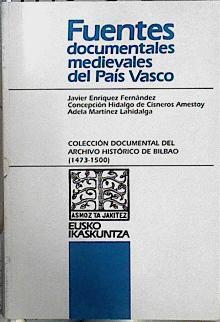 Fuentes
documentales
medievales
del País Vasco
Javier Enríquez Fernández
Concepción Hidalgo de Cisneros Amestoy
Adela Martínez Lahidalga
COLECCIÓN DOCUMENTAL DEL
ARCHIVO HISTÓRICO DE BILBAO
(1473-1500)
ASMOZ TA JAKITEZ
EUSKO
IKASKUNTZA